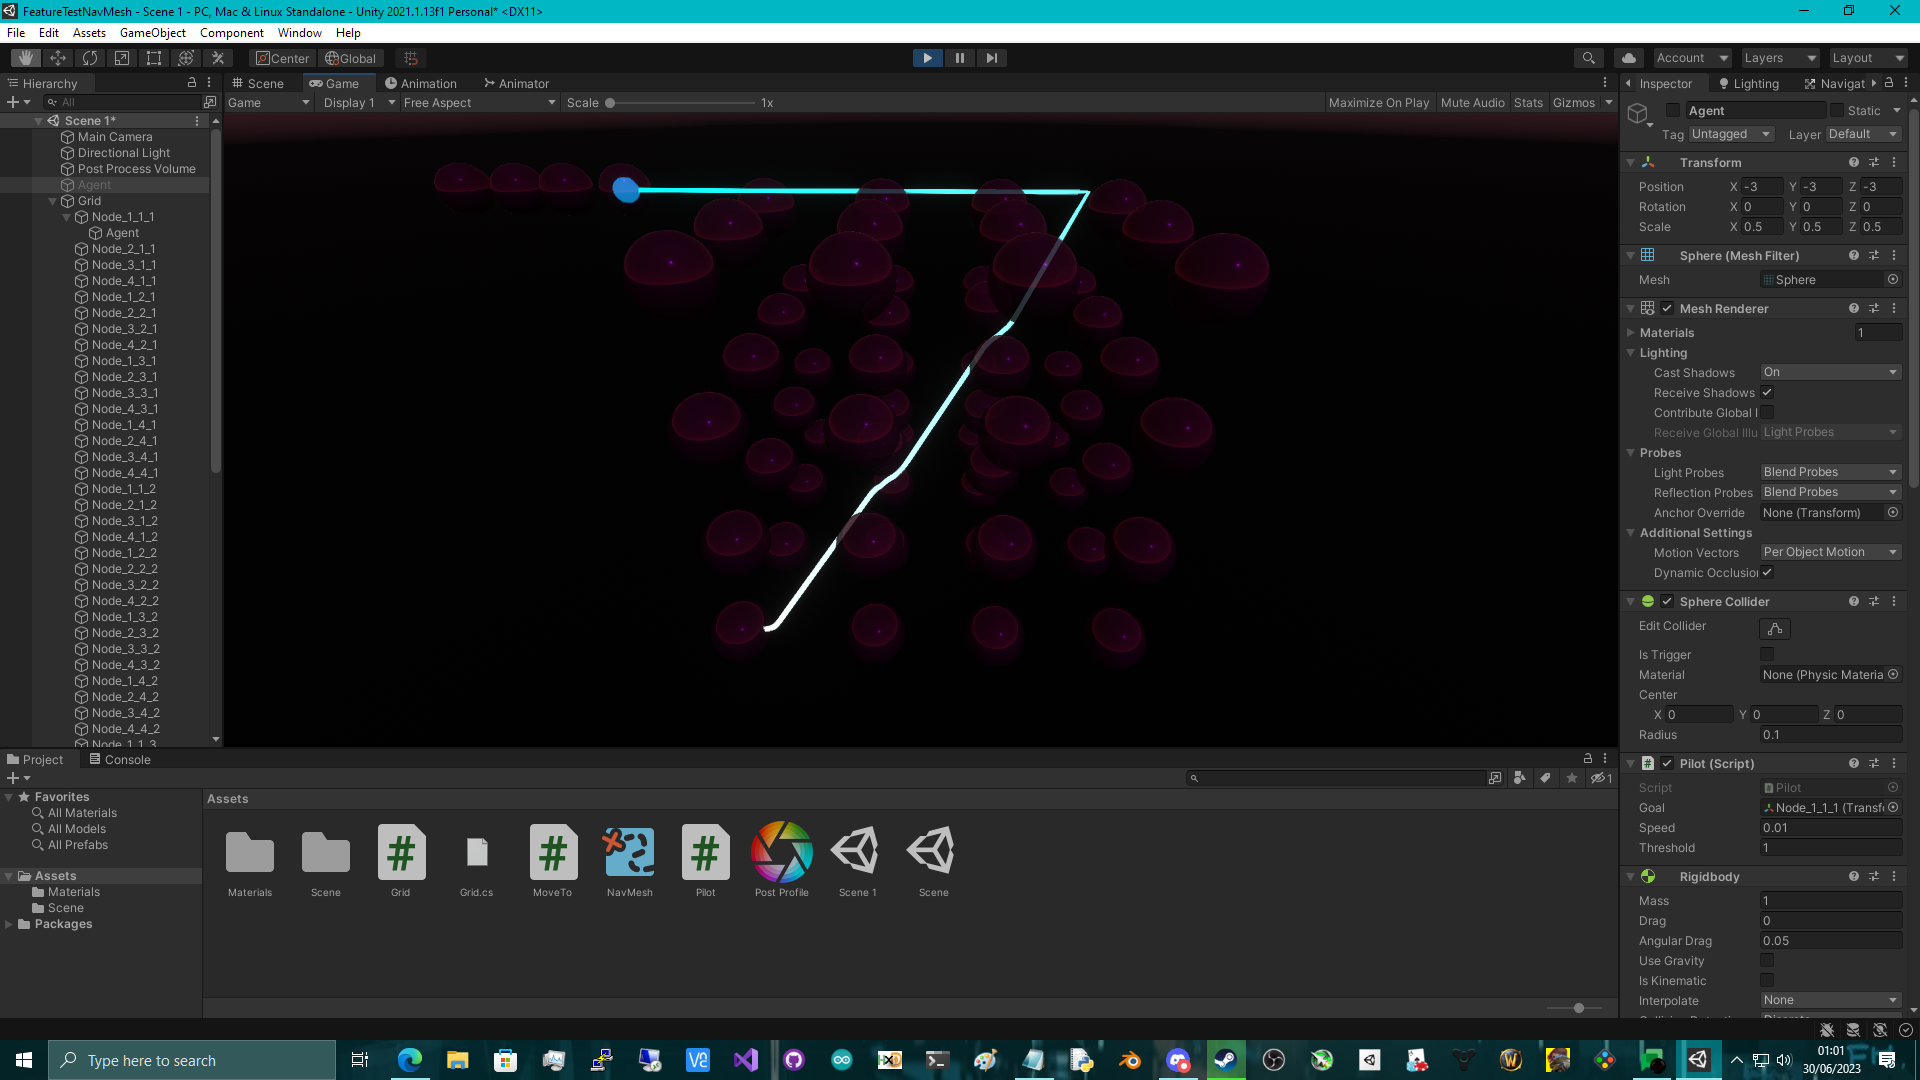 FeatureTestNavMesh - Scene 1 - PC, Mac & Linux Standalone - Unity 2021.1.13f1 Personal* <DX11>
File Edit Assets GameObject Component Window Help
Center Global Account Layers Layout
Hierarchy
All
Scene 1*
Main Camera
Directional Light
Post Process Volume
Agent
Grid
Node_1_1_1
Agent
Node_2_1_1
Node_3_1_1
Node_4_1_1
Node_1_2_1
Node_2_2_1
Node_3_2_1
Node_4_2_1
Node_1_3_1
Node_2_3_1
Node_3_3_1
Node_4_3_1
Node_1_4_1
Node_2_4_1
Node_3_4_1
Node_4_4_1
Node_1_1_2
Node_2_1_2
Node_3_1_2
Node_4_1_2
Node_1_2_2
Node_2_2_2
Node_3_2_2
Node_4_2_2
Node_1_3_2
Node_2_3_2
Node_3_3_2
Node_4_3_2
Node_1_4_2
Node_2_4_2
Node_3_4_2
Node_4_4_2
Node_1_1_3
Scene Game Animation Animator
Game Display 1 Free Aspect Scale 1x Maximize On Play Mute Audio Stats Gizmos
Inspector Lighting Navigat
Agent Static
Tag Untagged Layer Default
Transform
Position X -3 Y -3 Z -3
Rotation X 0 Y 0 Z 0
Scale X 0.5 Y 0.5 Z 0.5
Sphere (Mesh Filter)
Mesh Sphere
Mesh Renderer
Materials 1
Lighting
Cast Shadows On
Receive Shadows
Contribute Global I
Receive Global Illu Light Probes
Probes
Light Probes Blend Probes
Reflection Probes Blend Probes
Anchor Override None (Transform)
Additional Settings
Motion Vectors Per Object Motion
Dynamic Occlusion
Sphere Collider
Edit Collider
Is Trigger
Material None (Physic Materia
Center
X 0 Y 0 Z 0
Radius 0.1
Pilot (Script)
Script Pilot
Goal Node_1_1_1 (Transf
Speed 0.01
Threshold 1
Rigidbody
Mass 1
Drag 0
Angular Drag 0.05
Use Gravity
Is Kinematic
Interpolate None
Project Console
1
Favorites
All Materials
All Models
All Prefabs
Assets
Materials
Scene
Packages
Assets
Materials Scene Grid Grid.cs MoveTo NavMesh Pilot Post Profile Scene 1 Scene
Type here to search
01:01
30/06/2023